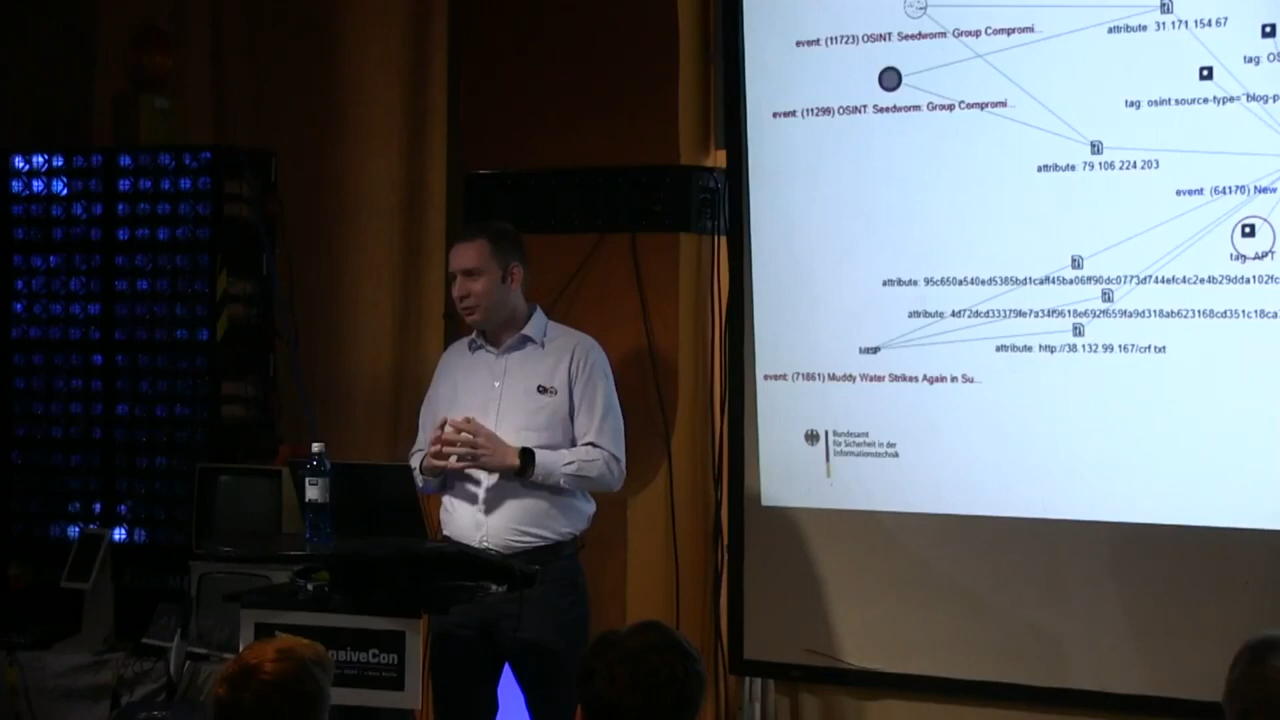 event: (11723) OSINT: Seedworm: Group Compromi...
attribute: 31.171.154.67
tag: OS
event: (11299) OSINT: Seedworm: Group Compromi...
tag: osint:source-type="blog-p
attribute: 79.106.224.203
event: (64170) New
tag: APT
attribute: 95c650a540ed5385bd1caff45ba06ff90dc0773d744efc4c2e4b29dda102fc
attribute: 4d72dcd33379fe7a34f9618e692f659fa9d318ab623168cd351c18ca
attribute: http://38.132.99.167/crf.txt
MISP
event: (71861) Muddy Water Strikes Again in Su...
Bundesamt
für Sicherheit in der
Informationstechnik
nsiveCon